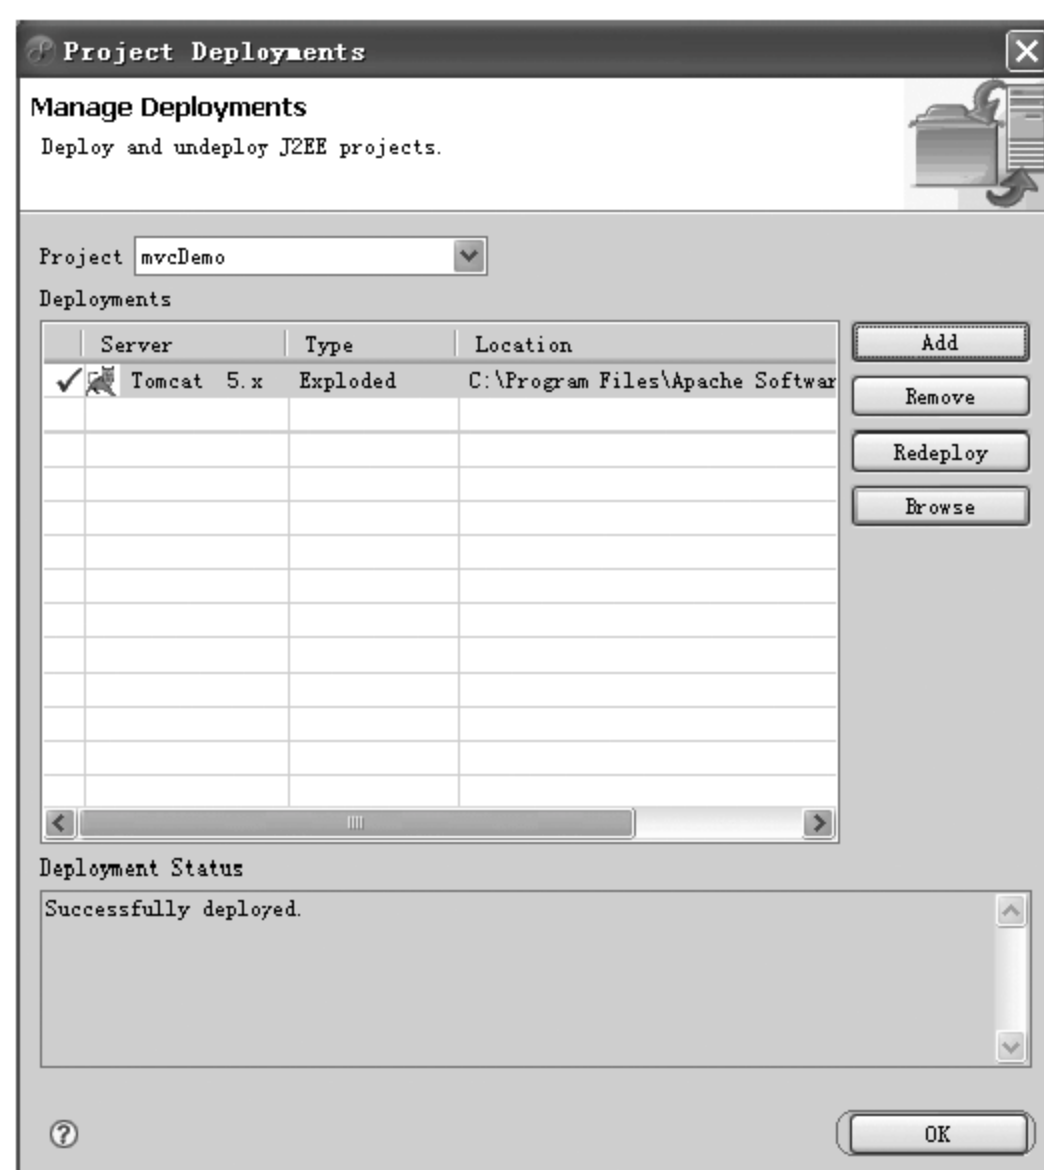 Project Deployments
Manage Deployments
Deploy and undeploy J2EE projects.
Project mvcDemo
Deployments
Server Type Location
Tomcat 5.x Exploded C:\Program Files\Apache Softwar
Add
Remove
Redeploy
Browse
Deployment Status
Successfully deployed.
OK